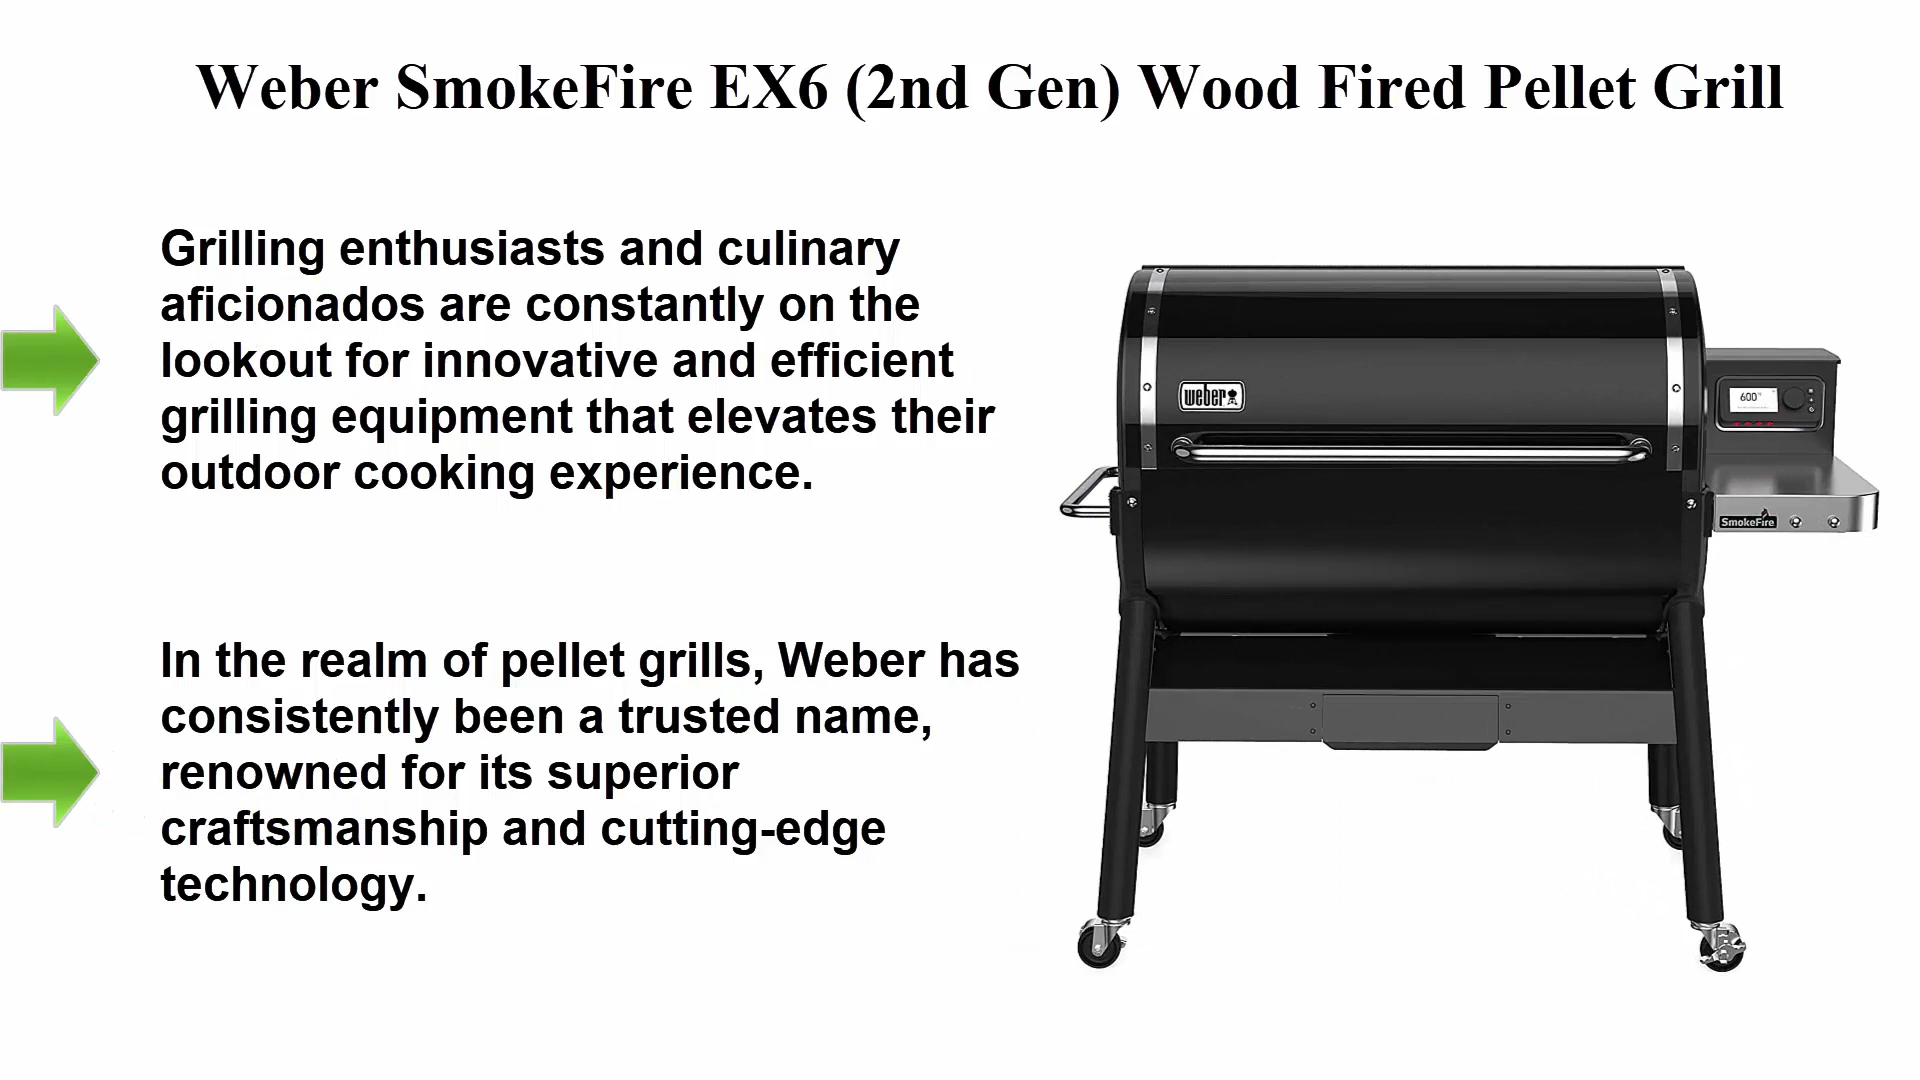 Weber SmokeFire EX6 (2nd Gen) Wood Fired Pellet Grill
Grilling enthusiasts and culinary
aficionados are constantly on the
lookout for innovative and efficient
grilling equipment that elevates their
outdoor cooking experience.
In the realm of pellet grills, Weber has
consistently been a trusted name,
renowned for its superior
craftsmanship and cutting-edge
technology.
weber
600°F
SmokeFire